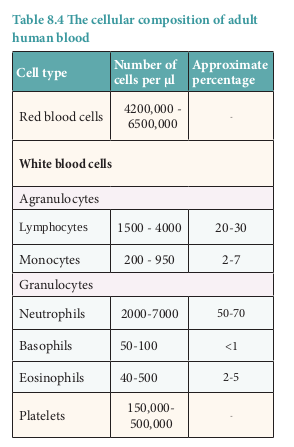 Table 8.4 The cellular composition of adult
human blood
Cell type
Number of
cells per µl
Approximate
percentage
Red blood cells
4200,000 -
6500,000
-
White blood cells
Agranulocytes
Lymphocytes 1500 - 4000 20-30
Monocytes 200 - 950 2-7
Granulocytes
Neutrophils 2000-7000 50-70
Basophils 50-100 <1
Eosinophils 40-500 2-5
Platelets
150,000-
500,000
-